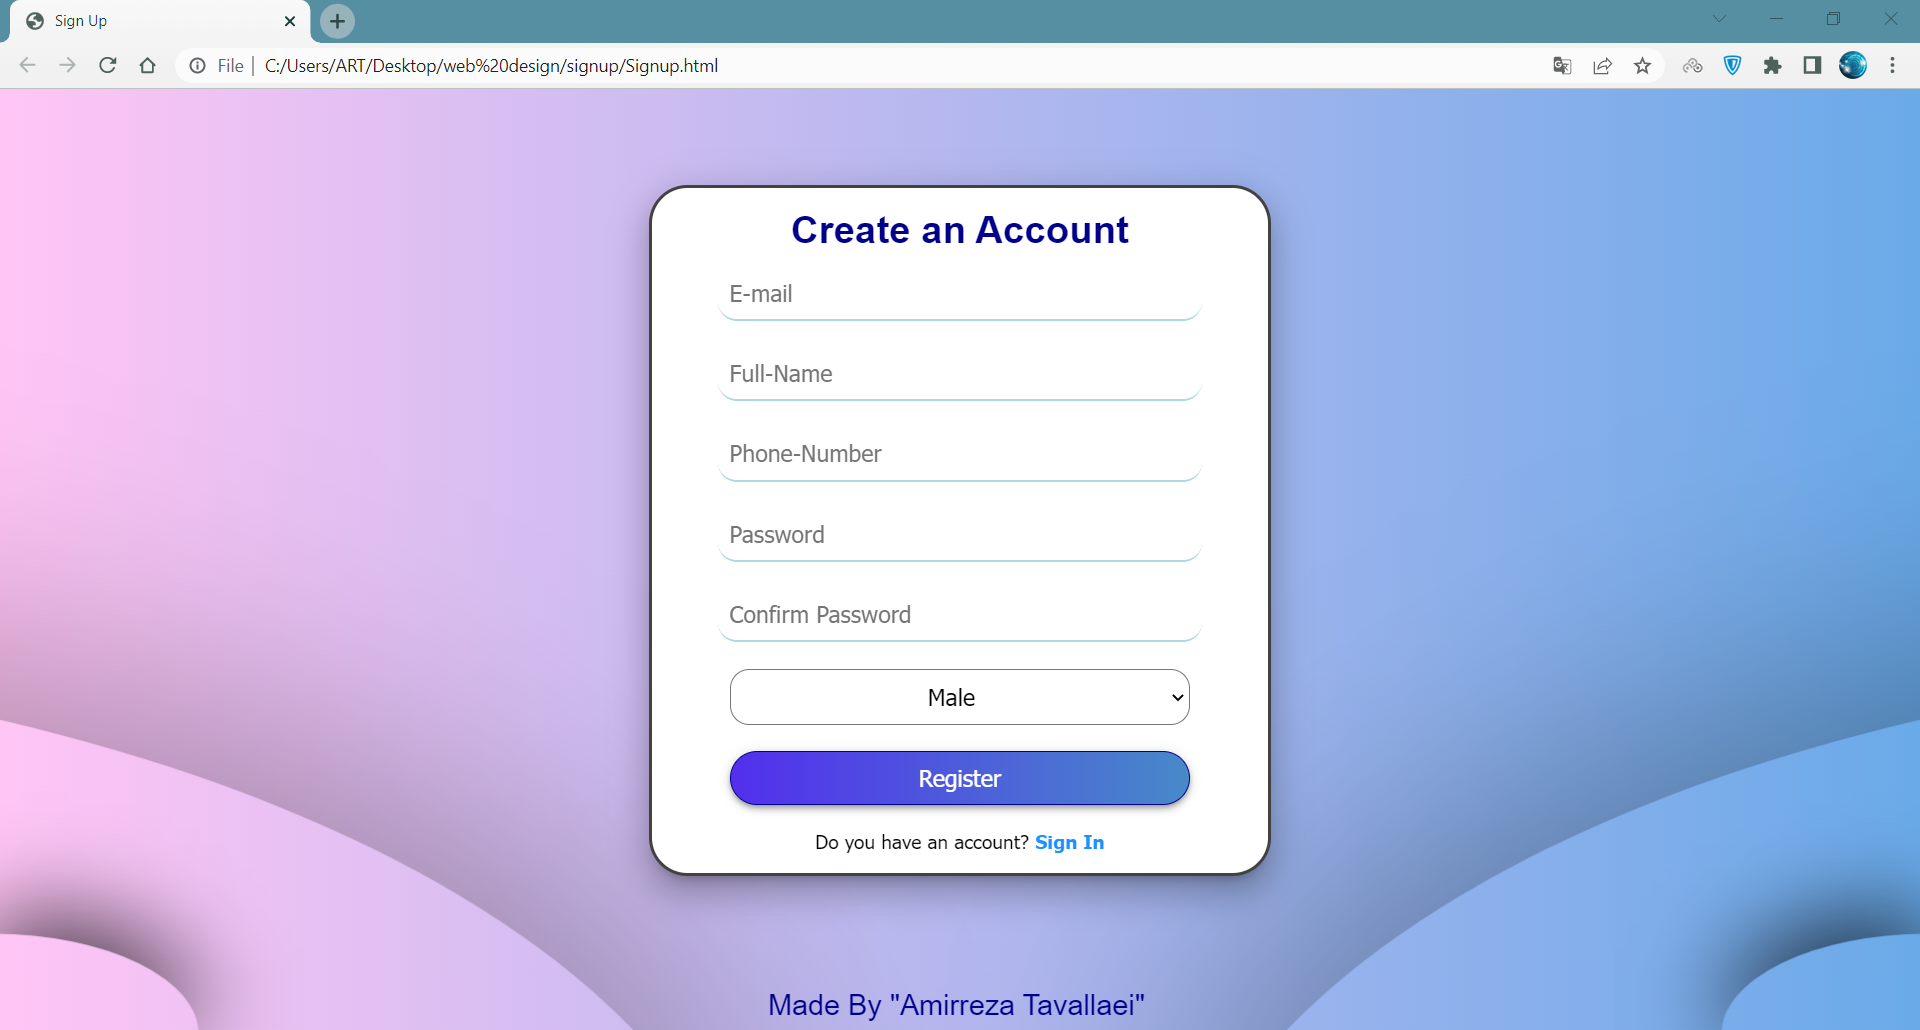 Sign Up
File
C:/Users/ART/Desktop/web%20design/signup/Signup.html
Create an Account
E-mail
Full-Name
Phone-Number
Password
Confirm Password
Male
Register
Do you have an account? Sign In
Made By "Amirreza Tavallaei"